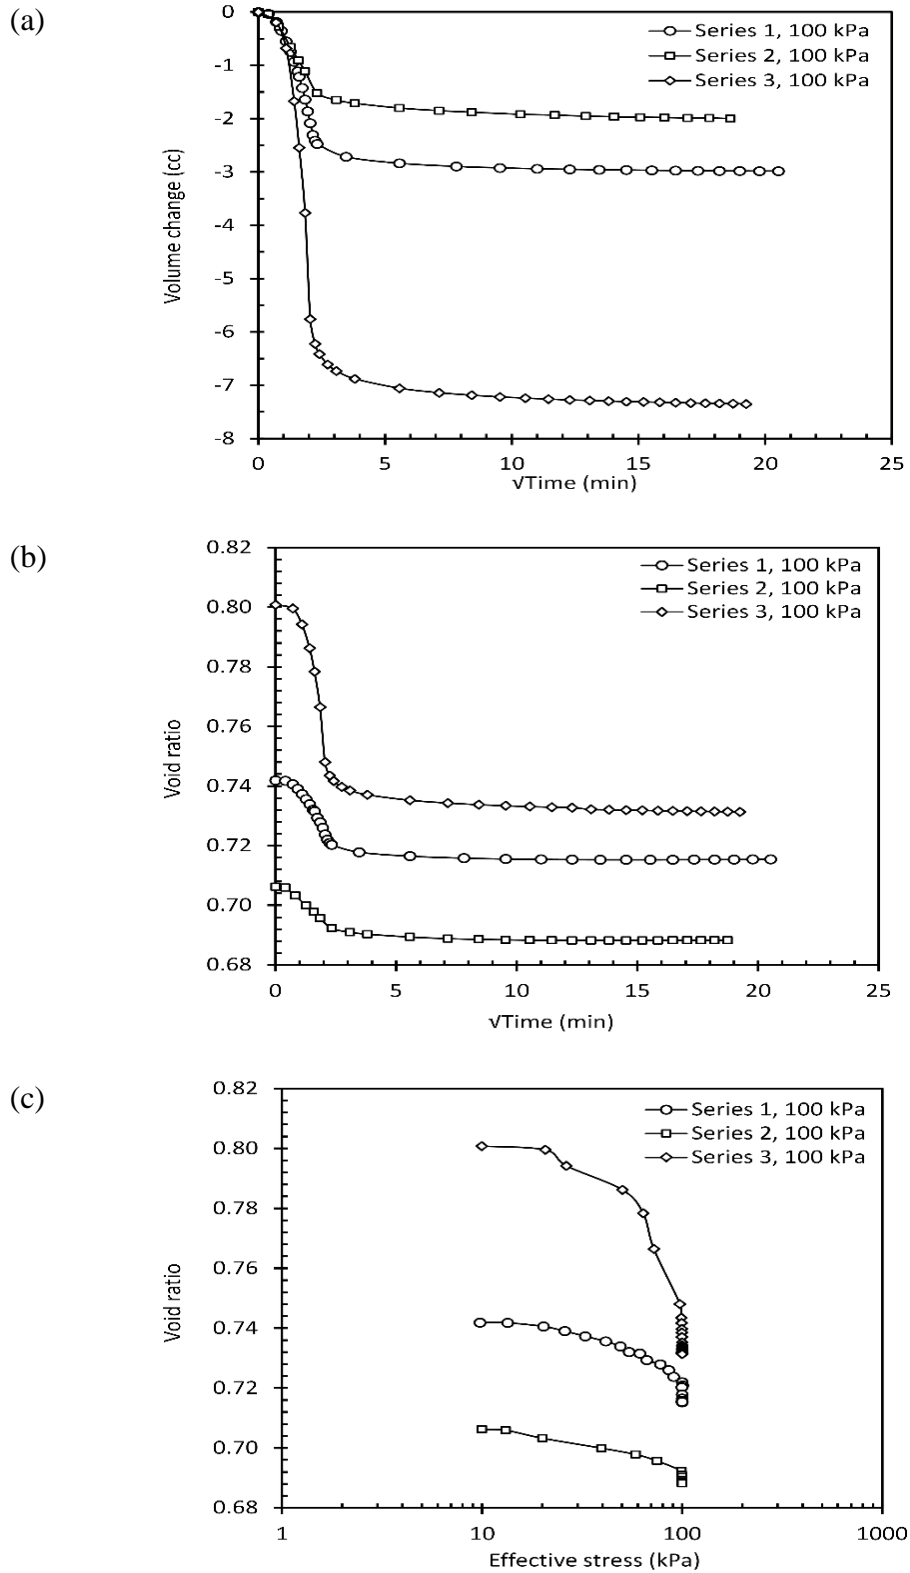 (a)
0
-1
-2
-3
-4
-5
-6
-7
-8
Volume change (cc)
Series 1, 100 kPa
Series 2, 100 kPa
Series 3, 100 kPa
0 5 10 15 20 25
√Time (min)
(b)
0.82
0.80
0.78
0.76
0.74
0.72
0.70
0.68
Void ratio
Series 1, 100 kPa
Series 2, 100 kPa
Series 3, 100 kPa
0 5 10 15 20 25
√Time (min)
(c)
0.82
0.80
0.78
0.76
0.74
0.72
0.70
0.68
Void ratio
Series 1, 100 kPa
Series 2, 100 kPa
Series 3, 100 kPa
1 10 100 1000
Effective stress (kPa)